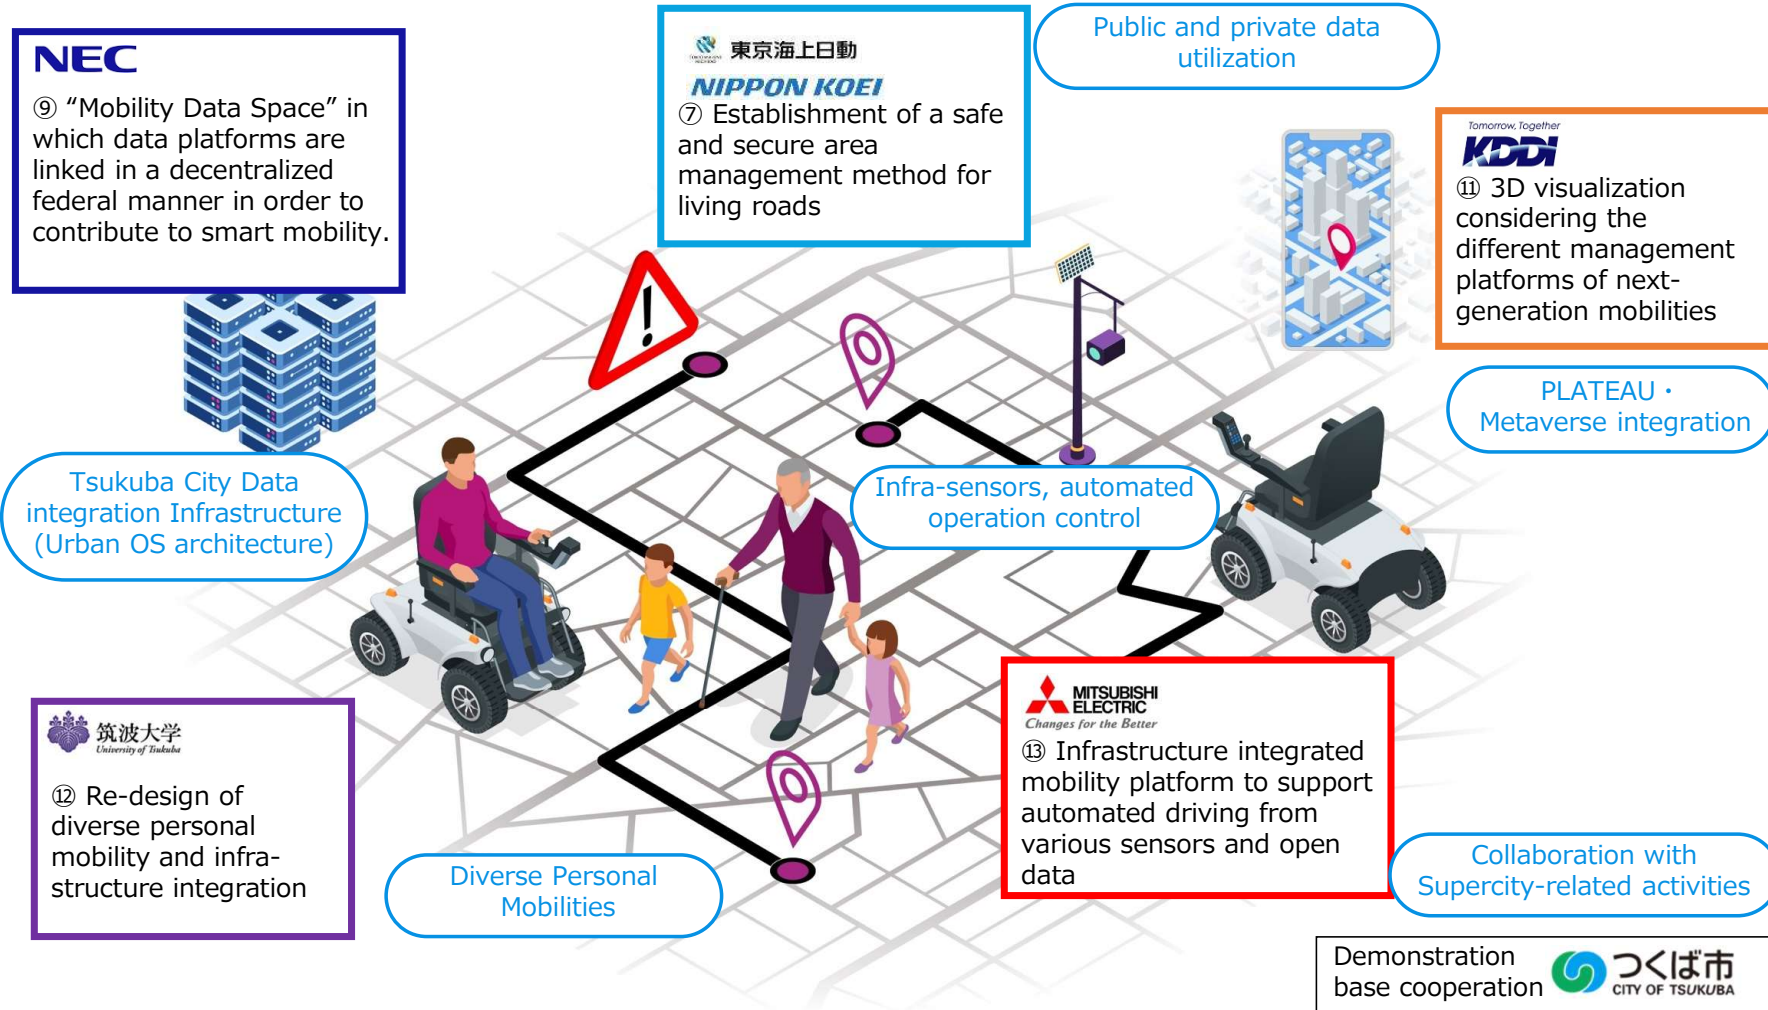 NEC
⑨ “Mobility Data Space” in
which data platforms are
linked in a decentralized
federal manner in order to
contribute to smart mobility.
東京海上日動
NIPPON KOEI
⑦ Establishment of a safe
and secure area
management method for
living roads
Public and private data
utilization
Tomorrow, Together
KDDI
⑪ 3D visualization
considering the
different management
platforms of next-
generation mobilities
PLATEAU・
Metaverse integration
Tsukuba City Data
integration Infrastructure
(Urban OS architecture)
Infra-sensors, automated
operation control
筑波大学
University of Tsukuba
⑫ Re-design of
diverse personal
mobility and infra-
structure integration
Diverse Personal
Mobilities
MITSUBISHI
ELECTRIC
Changes for the Better
⑬ Infrastructure integrated
mobility platform to support
automated driving from
various sensors and open
data
Collaboration with
Supercity-related activities
Demonstration
base cooperation
つくば市
CITY OF TSUKUBA